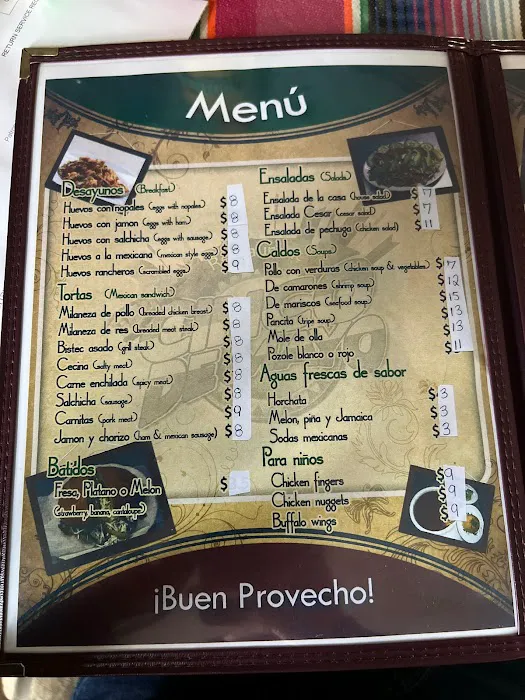 RETURN SERVICE
Menú
Desayunos (Breakfast)
Huevos con nopales (eggs with nopales) $8
Huevos con jamon (eggs with ham) $8
Huevos con salchicha (eggs with sausage) $8
Huevos a la mexicana (mexican style eggs) $8
Huevos rancheros (scrambled eggs) $9
Tortas (Mexican sandwich)
Milaneza de pollo (breaded chicken breast) $8
Milaneza de res (breaded meat steak) $8
Bistec asado (grill steak) $8
Cecina (salty meat) $8
Carne enchilada (spicy meat) $8
Salchicha (sausage) $8
Carnitas (pork meat) $9
Jamon y chorizo (ham & mexican sausage) $8
Batidos
Fresa, Platano o Melon $
(strawberry, banana, cantaloupe)
Ensaladas (Salads)
Ensalada de la casa (house salad) $7
Ensalada Cesar (cesar salad) $7
Ensalada de pechuga (chicken salad) $11
Caldos (Soups)
Pollo con verduras (chicken soup & vegetables) $7
De camarones (shrimp soup) $12
De mariscos (seafood soup) $15
Pancita (tripe soup) $13
Mole de olla $13
Pozole blanco o rojo $11
Aguas frescas de sabor
Horchata $3
Melon, piña y Jamaica $3
Sodas mexicanas $3
Para niños
Chicken fingers $9
Chicken nuggets $9
Buffalo wings $9
¡Buen Provecho!